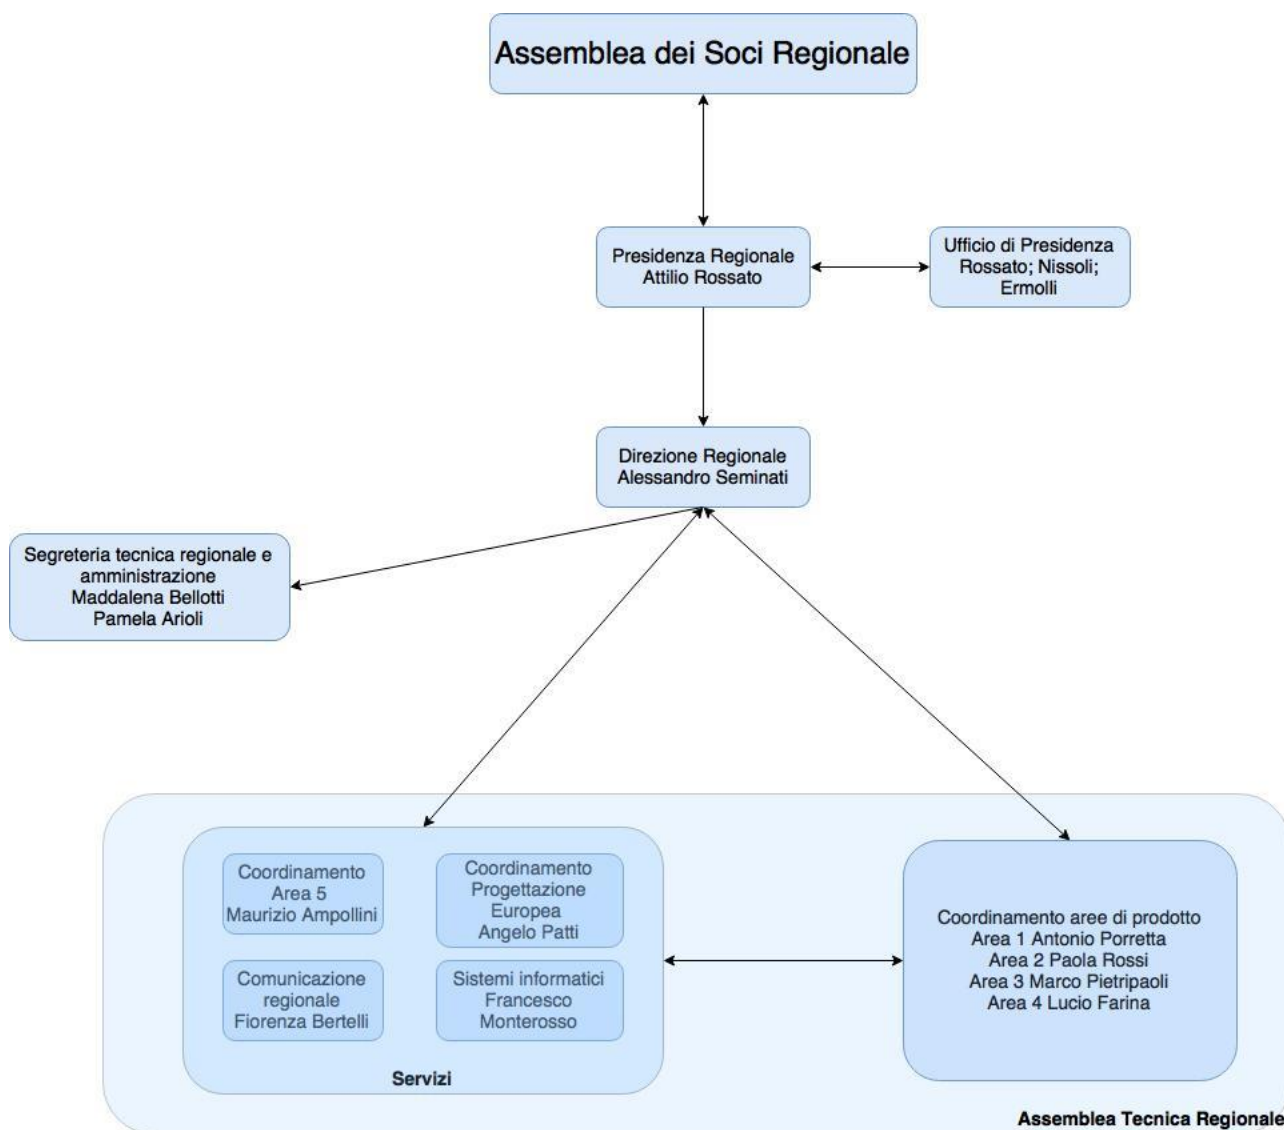 Assemblea dei Soci Regionale
Presidenza Regionale
Attilio Rossato
Ufficio di Presidenza
Rossato; Nissoli;
Ermolli
Direzione Regionale
Alessandro Seminati
Segreteria tecnica regionale e
amministrazione
Maddalena Bellotti
Pamela Arioli
Coordinamento
Area 5
Maurizio Ampollini
Coordinamento
Progettazione
Europea
Angelo Patti
Comunicazione
regionale
Fiorenza Bertelli
Sistemi informatici
Francesco
Monterosso
Servizi
Coordinamento aree di prodotto
Area 1 Antonio Porretta
Area 2 Paola Rossi
Area 3 Marco Pietripaoli
Area 4 Lucio Farina
Assemblea Tecnica Regionale